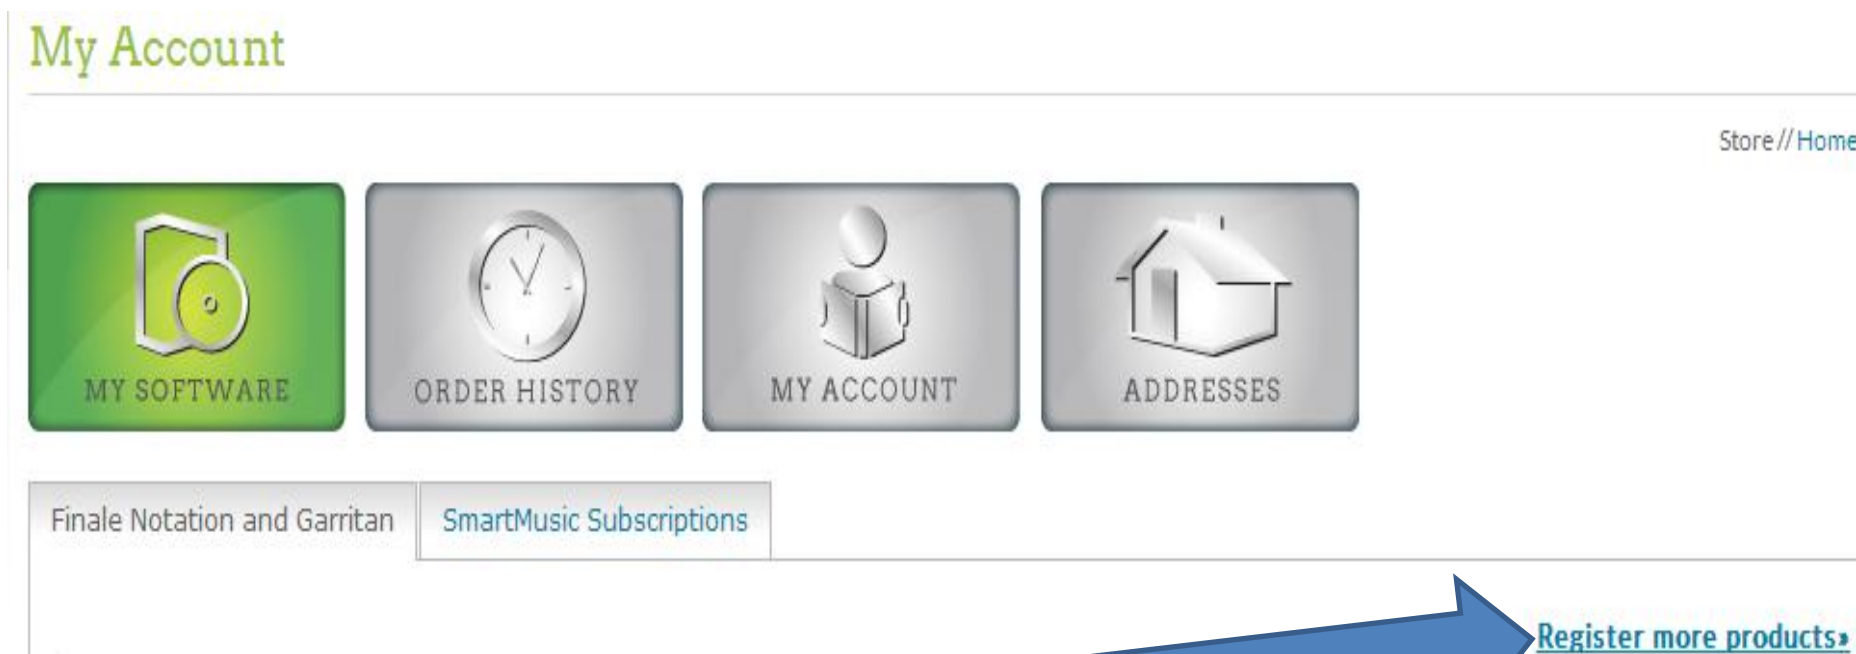 My Account
Store // Home
MY SOFTWARE ORDER HISTORY MY ACCOUNT ADDRESSES
Finale Notation and Garritan SmartMusic Subscriptions
Register more products»